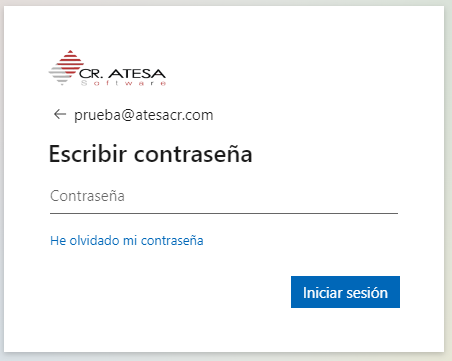 CR. ATESA
Software
← prueba@atesacr.com
Escribir contraseña
Contraseña
He olvidado mi contraseña
Iniciar sesión